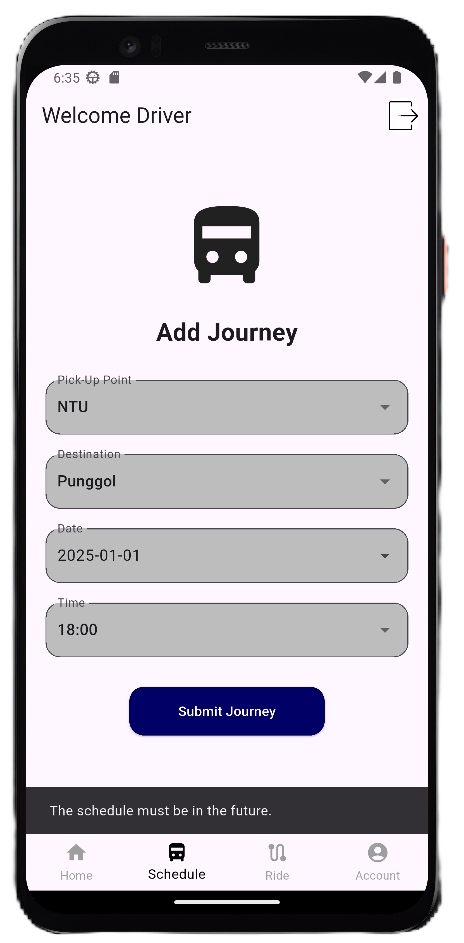 6:35
Welcome Driver
Add Journey
Pick-Up Point
NTU
Destination
Punggol
Date
2025-01-01
Time
18:00
Submit Journey
The schedule must be in the future.
Home Schedule Ride Account